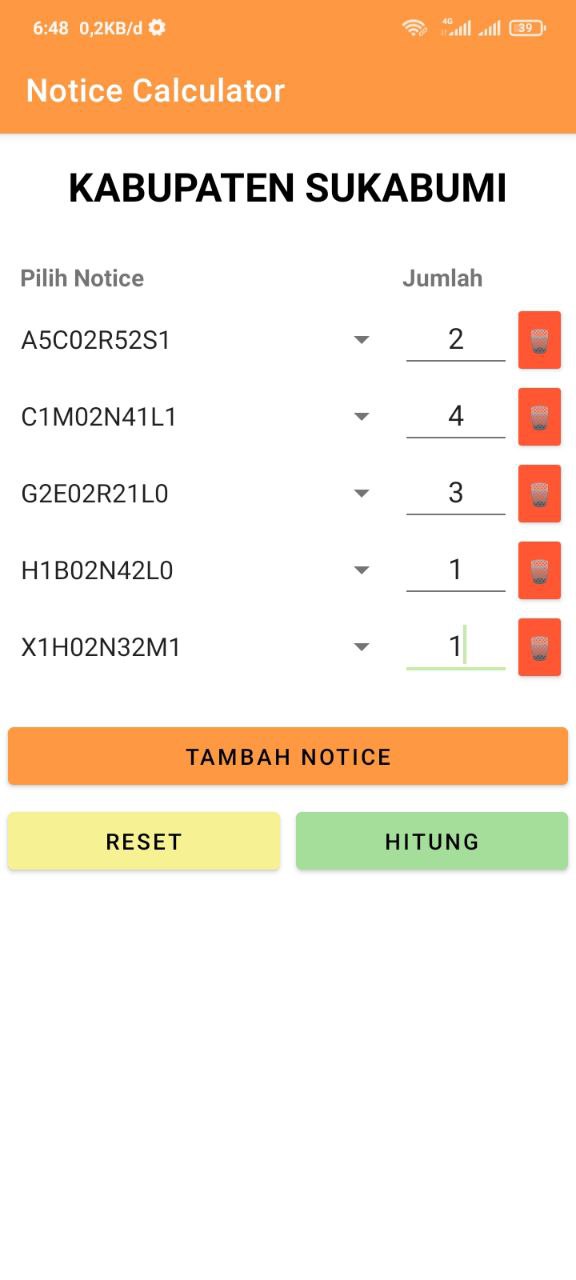 6:48 0,2KB/d 4G 39
Notice Calculator
KABUPATEN SUKABUMI
Pilih Notice Jumlah
A5C02R52S1 2
C1M02N41L1 4
G2E02R21L0 3
H1B02N42L0 1
X1H02N32M1 1
TAMBAH NOTICE
RESET HITUNG